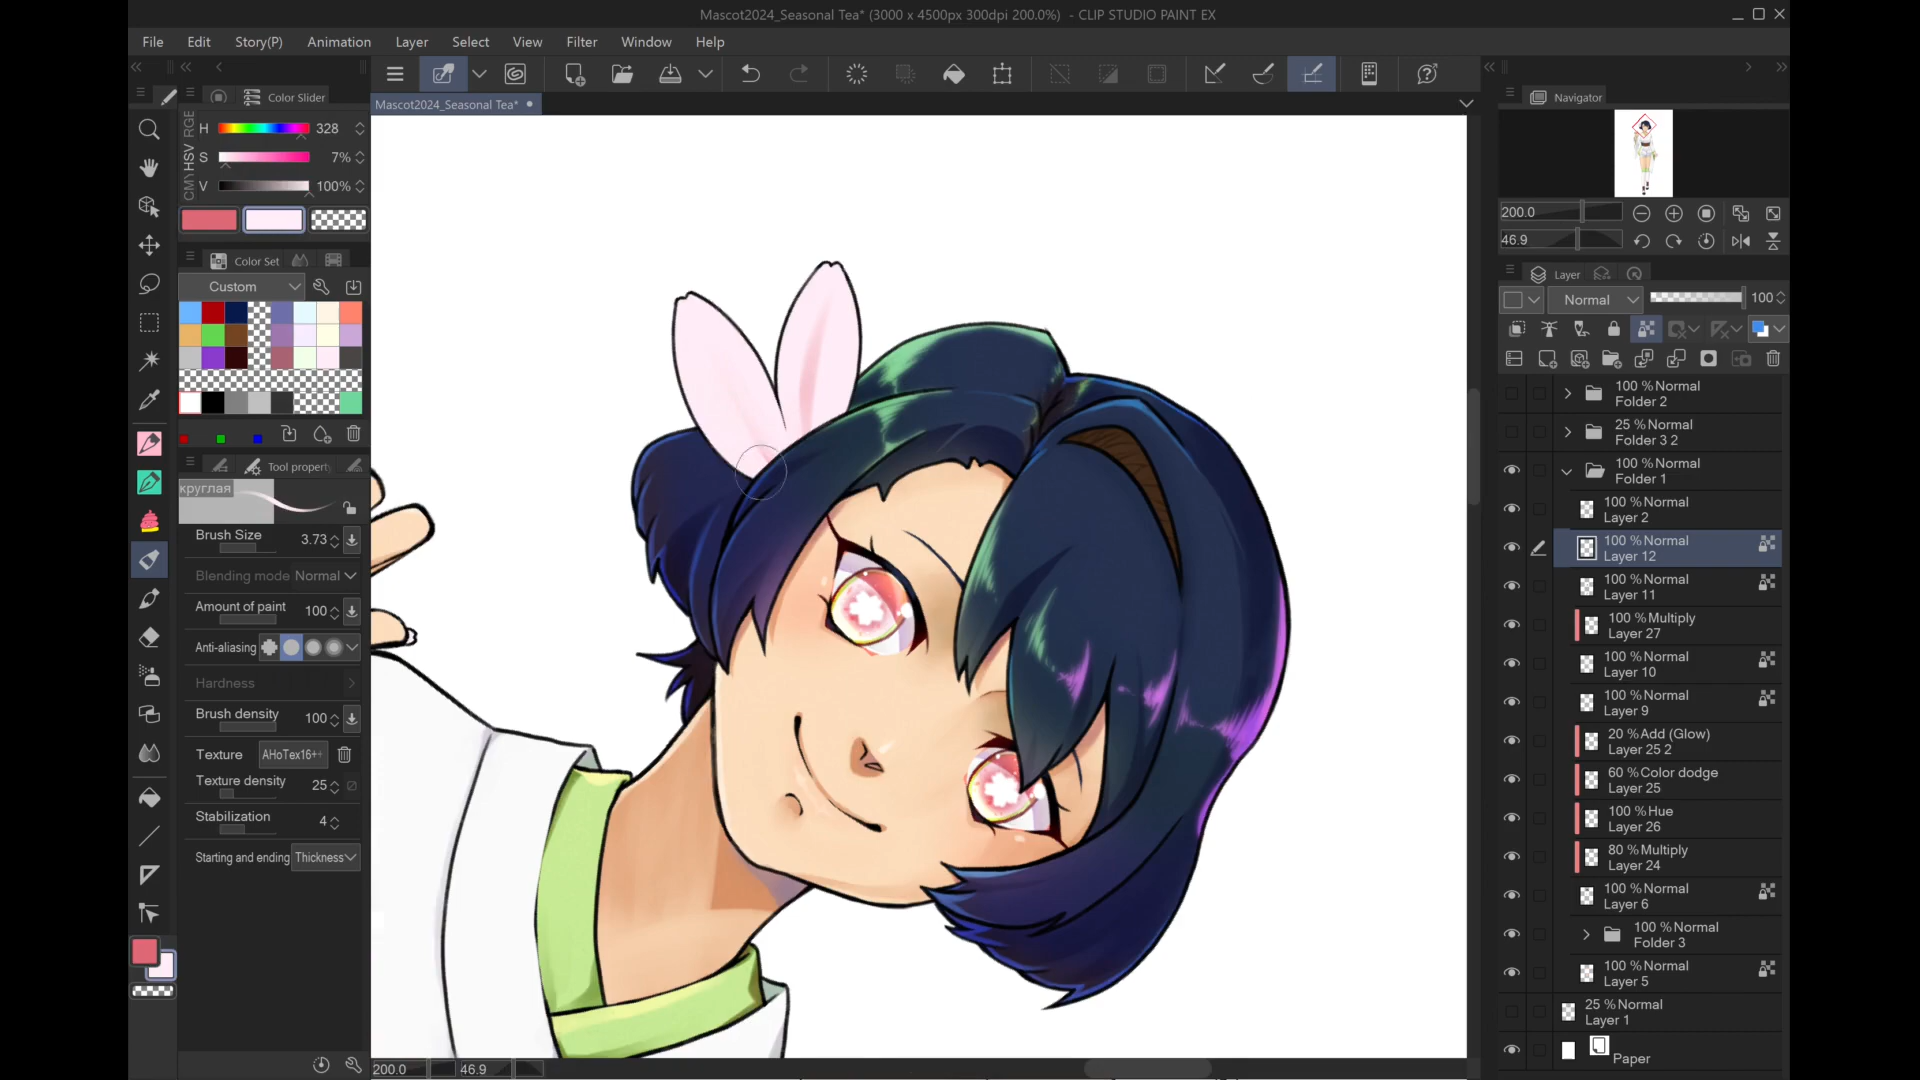 Mascot2024_Seasonal Tea* (3000 x 4500px 300dpi 200.0%) - CLIP STUDIO PAINT EX
File Edit Story(P) Animation Layer Select View Filter Window Help
Color Slider
Mascot2024_Seasonal Tea*
Navigator
RGB
HSV
CMY
H 328
S 7%
V 100%
Color Set
Custom
Tool property
круглая
Brush Size 3.73
Blending mode Normal
Amount of paint 100
Anti-aliasing
Hardness
Brush density 100
Texture AHoTex16++
Texture density 25
Stabilization 4
Starting and ending Thickness
200.0 46.9
200.0
46.9
Layer
Normal 100
100 %Normal
Folder 2
25 %Normal
Folder 3 2
100 %Normal
Folder 1
100 %Normal
Layer 2
100 %Normal
Layer 12
100 %Normal
Layer 11
100 %Multiply
Layer 27
100 %Normal
Layer 10
100 %Normal
Layer 9
20 %Add (Glow)
Layer 25 2
60 %Color dodge
Layer 25
100 %Hue
Layer 26
80 %Multiply
Layer 24
100 %Normal
Layer 6
100 %Normal
Folder 3
100 %Normal
Layer 5
25 %Normal
Layer 1
Paper